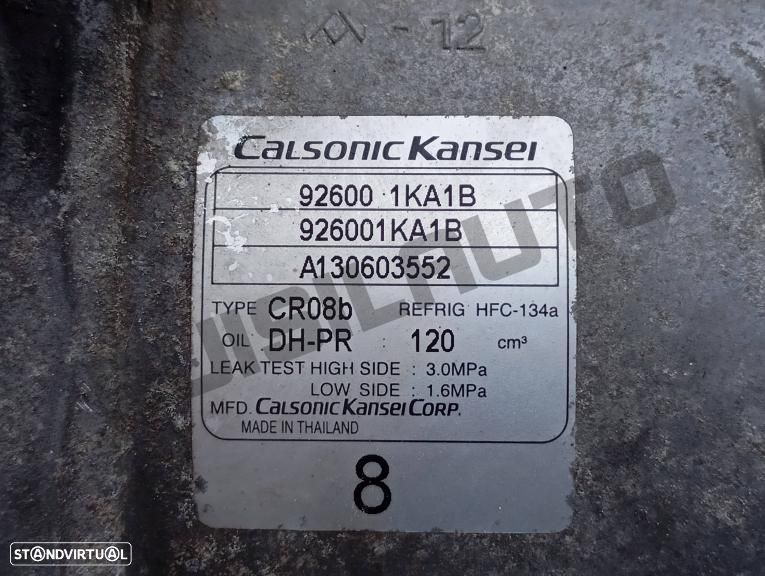 - 12
Calsonic Kansei
92600 1KA1B
926001KA1B
A130603552
TYPE CR08b REFRIG HFC-134a
OIL DH-PR : 120 cm³
LEAK TEST HIGH SIDE : 3.0MPa
LOW SIDE : 1.6MPa
MFD. Calsonic Kansei Corp.
MADE IN THAILAND
8
STANDVIRTUAL